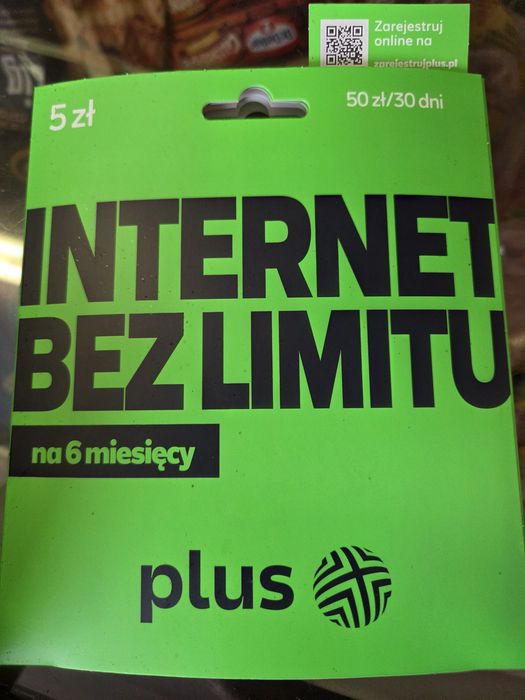 Zarejestruj
online na
zarejestrujplus.pl
5 zł
50 zł/30 dni
INTERNET
BEZ LIMITU
na 6 miesięcy
plus